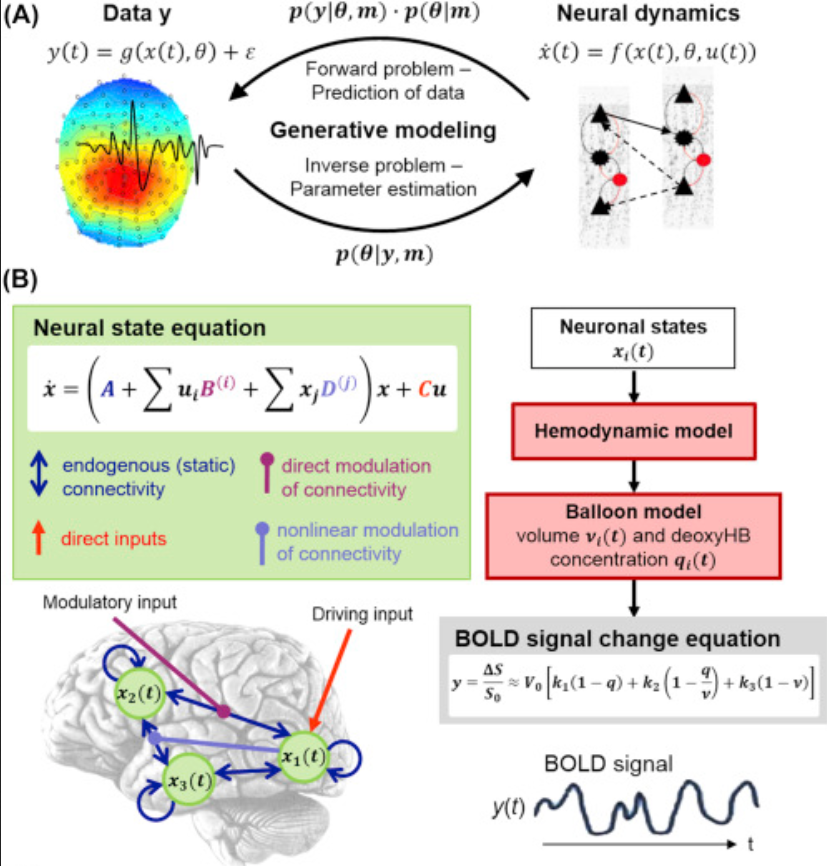 (A)
Data y
y(t) = g(x(t), θ) + ε
p(y|θ, m) · p(θ|m)
Forward problem –
Prediction of data
Generative modeling
Inverse problem –
Parameter estimation
p(θ|y, m)
Neural dynamics
ẋ(t) = f(x(t), θ, u(t))
(B)
Neural state equation
ẋ = (A + ∑ uᵢB⁽ⁱ⁾ + ∑ xⱼD⁽ʲ⁾) x + Cu
endogenous (static)
connectivity
direct modulation
of connectivity
direct inputs
nonlinear modulation
of connectivity
Modulatory input
Driving input
x₂(t)
x₁(t)
x₃(t)
Neuronal states
xᵢ(t)
Hemodynamic model
Balloon model
volume vᵢ(t) and deoxyHB
concentration qᵢ(t)
BOLD signal change equation
y = ΔS/S₀ ≈ V₀ [k₁(1 − q) + k₂ (1 − q/v) + k₃(1 − v)]
BOLD signal
y(t)
t